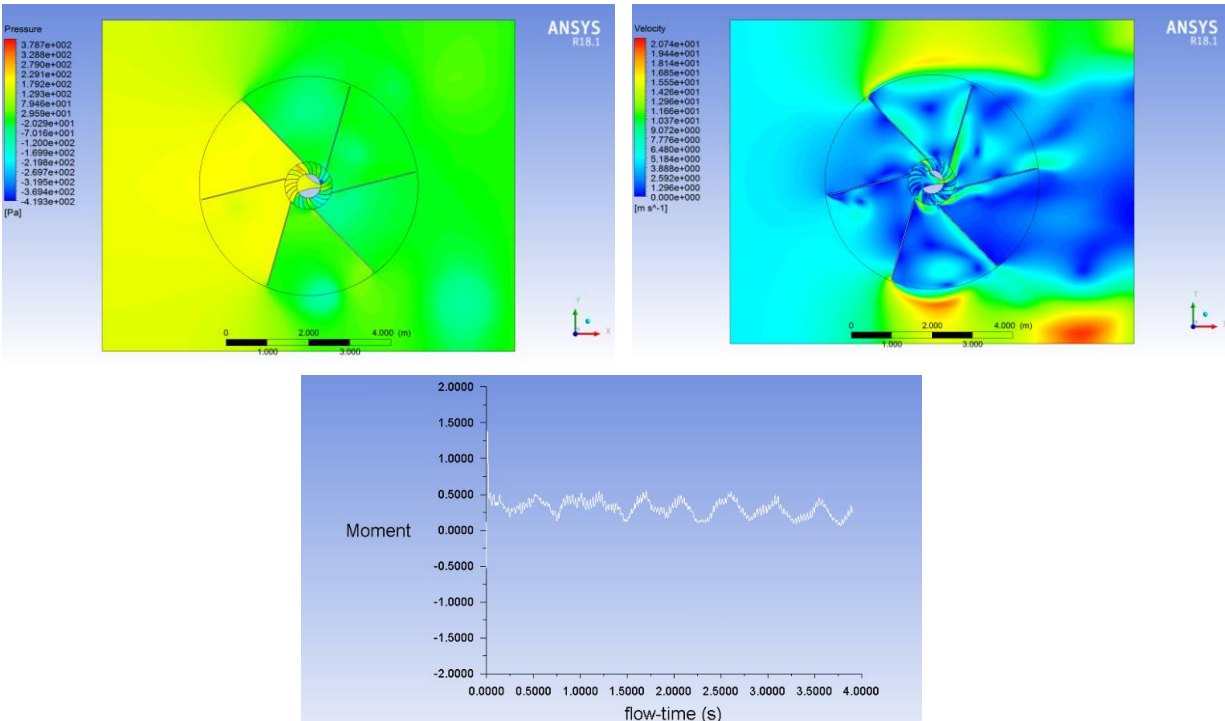 Pressure
3.787e+002
3.288e+002
2.790e+002
2.291e+002
1.792e+002
1.293e+002
7.946e+001
2.959e+001
-2.029e+001
-7.016e+001
-1.200e+002
-1.699e+002
-2.198e+002
-2.697e+002
-3.195e+002
-3.694e+002
-4.193e+002
[Pa]
ANSYS
R18.1
0 2.000 4.000 (m)
1.000 3.000
Y
Z X
Velocity
2.074e+001
1.944e+001
1.814e+001
1.685e+001
1.555e+001
1.426e+001
1.296e+001
1.166e+001
1.037e+001
9.072e+000
7.776e+000
6.480e+000
5.184e+000
3.888e+000
2.592e+000
1.296e+000
0.000e+000
[m s^-1]
ANSYS
R18.1
0 2.000 4.000 (m)
1.000 3.000
Y
Z X
2.0000
1.5000
1.0000
0.5000
Moment
0.0000
-0.5000
-1.0000
-1.5000
-2.0000
0.0000 0.5000 1.0000 1.5000 2.0000 2.5000 3.0000 3.5000 4.0000
flow-time (s)